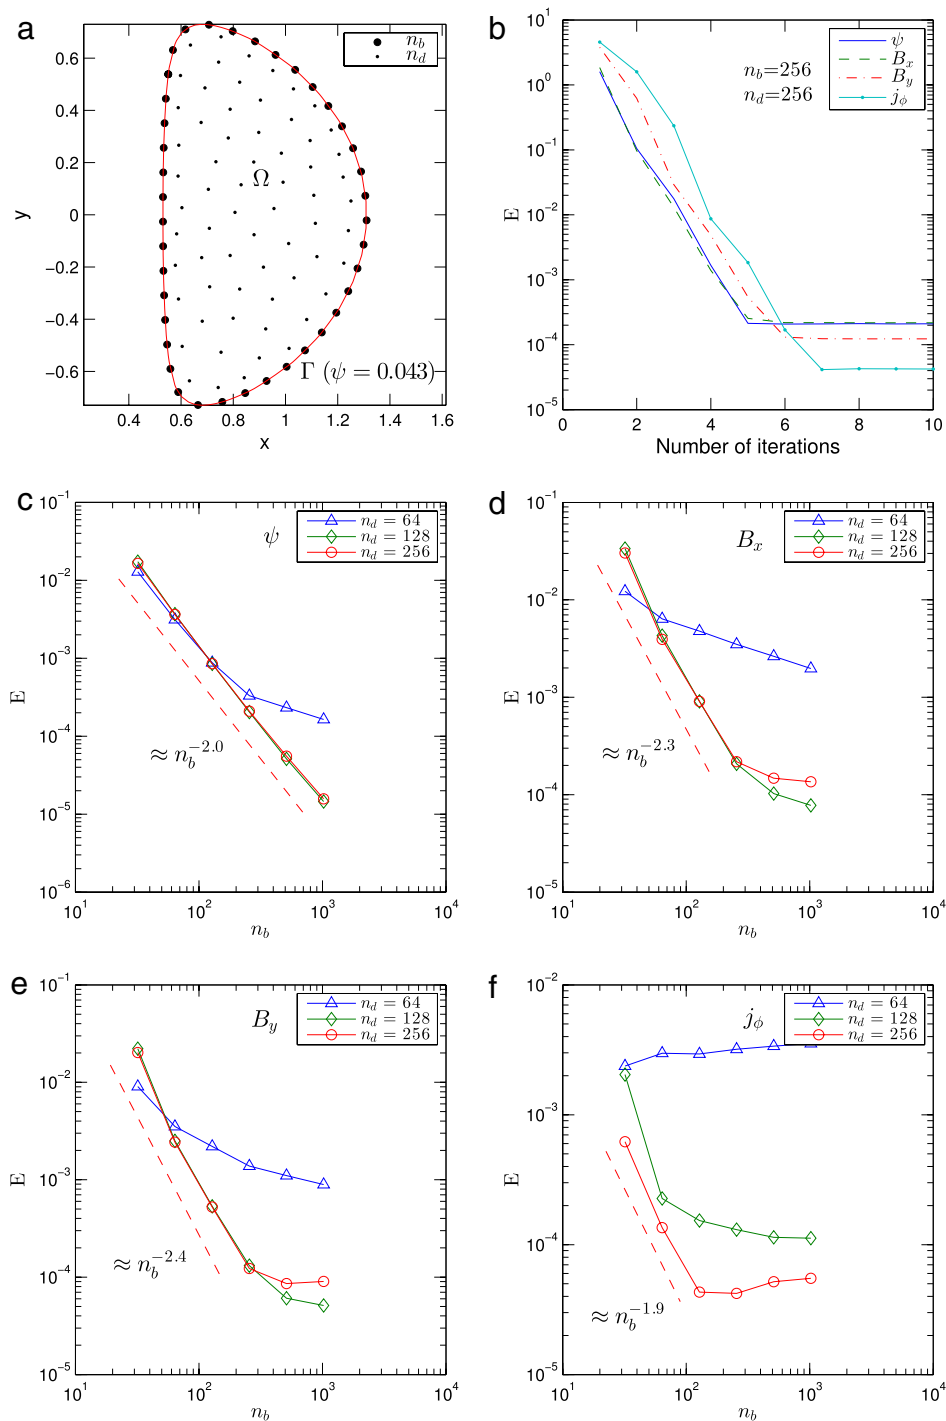 a
n_b
n_d
0.6
0.4
0.2
0
−0.2
−0.4
−0.6
y
Ω
Γ (ψ = 0.043)
0.4 0.6 0.8 1 1.2 1.4 1.6
x
b
10^1
10^0
10^{-1}
10^{-2}
10^{-3}
10^{-4}
10^{-5}
E
n_b=256
n_d=256
ψ
B_x
B_y
j_ϕ
0 2 4 6 8 10
Number of iterations
c
10^{-1}
10^{-2}
10^{-3}
10^{-4}
10^{-5}
10^{-6}
E
ψ
n_d = 64
n_d = 128
n_d = 256
≈ n_b^{-2.0}
10^1 10^2 10^3 10^4
n_b
d
10^{-1}
10^{-2}
10^{-3}
10^{-4}
10^{-5}
E
B_x
n_d = 64
n_d = 128
n_d = 256
≈ n_b^{-2.3}
10^1 10^2 10^3 10^4
n_b
e
10^{-1}
10^{-2}
10^{-3}
10^{-4}
10^{-5}
E
B_y
n_d = 64
n_d = 128
n_d = 256
≈ n_b^{-2.4}
10^1 10^2 10^3 10^4
n_b
f
10^{-2}
10^{-3}
10^{-4}
10^{-5}
E
j_ϕ
n_d = 64
n_d = 128
n_d = 256
≈ n_b^{-1.9}
10^1 10^2 10^3 10^4
n_b